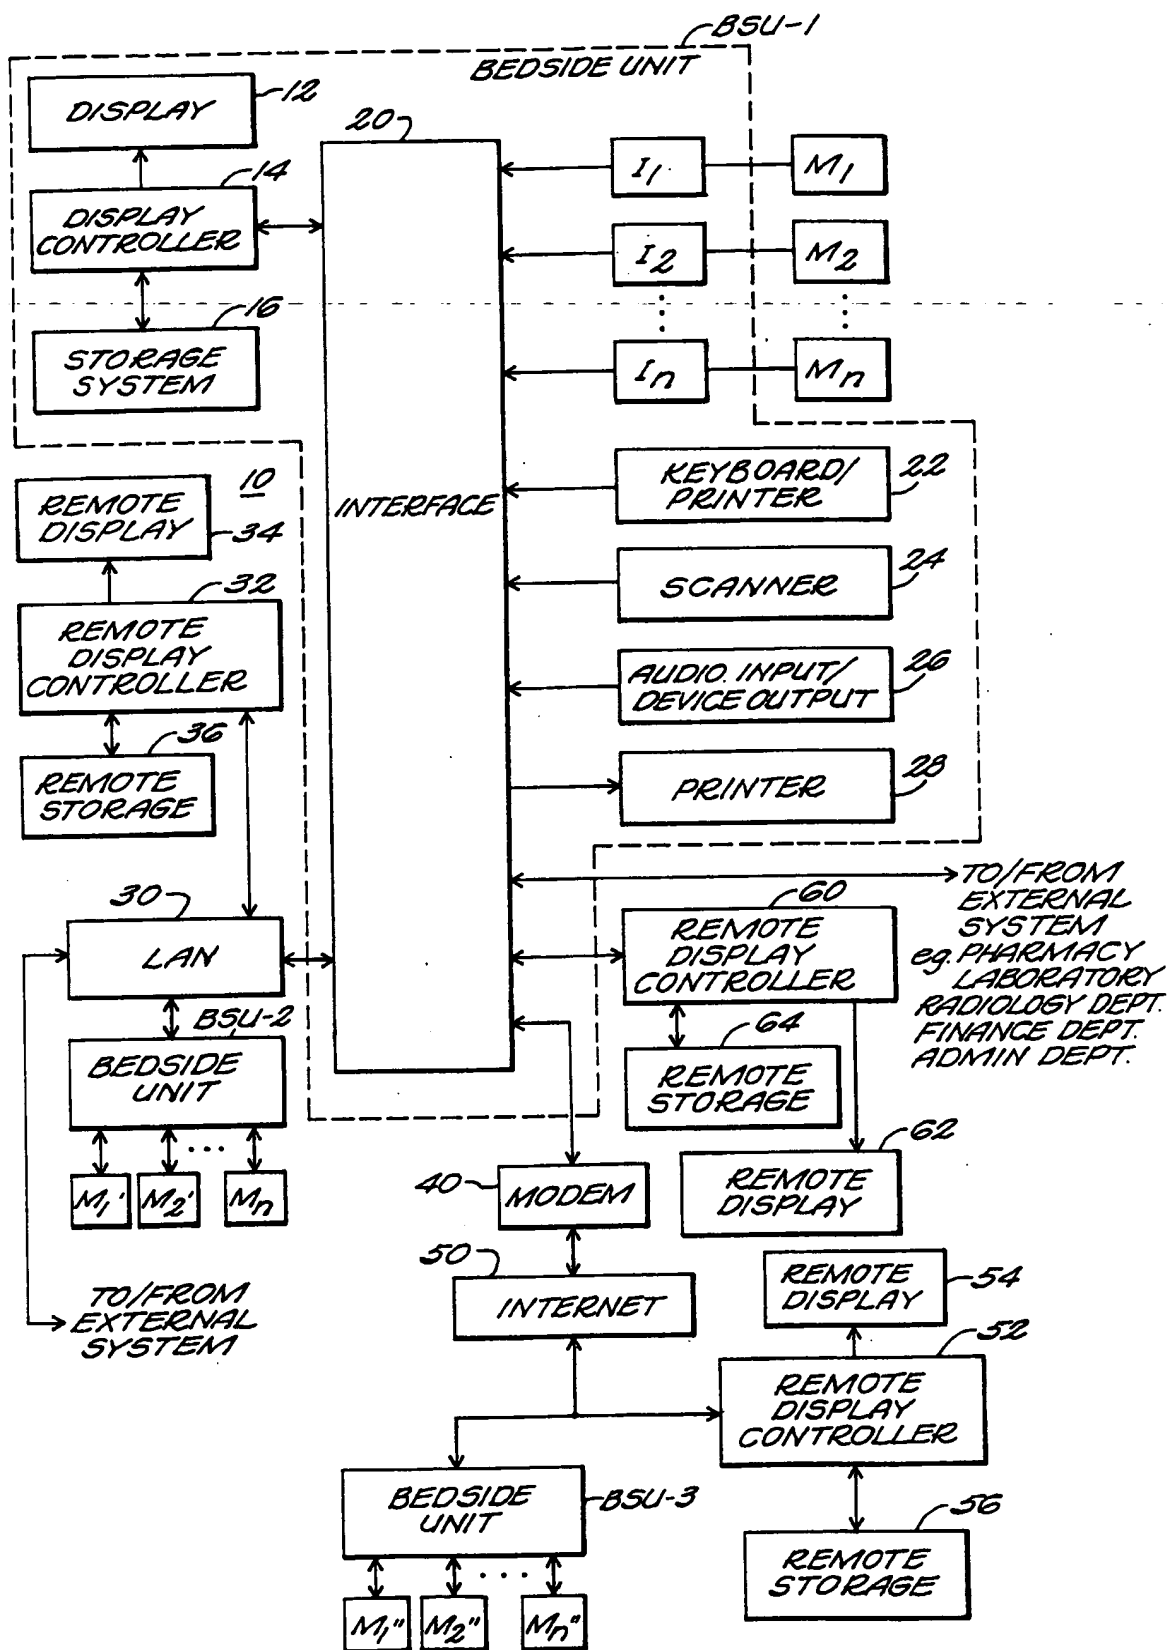 BSU-1
BEDSIDE UNIT
DISPLAY
12
20
14
DISPLAY
CONTROLLER
16
STORAGE
SYSTEM
I1
M1
I2
M2
In
Mn
INTERFACE
KEYBOARD/
PRINTER
22
SCANNER
24
AUDIO INPUT/
DEVICE OUTPUT
26
PRINTER
28
10
REMOTE
DISPLAY
34
32
REMOTE
DISPLAY
CONTROLLER
36
REMOTE
STORAGE
30
LAN
BSU-2
BEDSIDE
UNIT
M1'
M2'
Mn
TO/FROM
EXTERNAL
SYSTEM
TO/FROM
EXTERNAL
SYSTEM
eg. PHARMACY
LABORATORY
RADIOLOGY DEPT.
FINANCE DEPT.
ADMIN DEPT.
60
REMOTE
DISPLAY
CONTROLLER
64
REMOTE
STORAGE
62
REMOTE
DISPLAY
40
MODEM
50
INTERNET
REMOTE
DISPLAY
54
52
REMOTE
DISPLAY
CONTROLLER
56
REMOTE
STORAGE
BEDSIDE
UNIT
BSU-3
M1"
M2"
Mn"